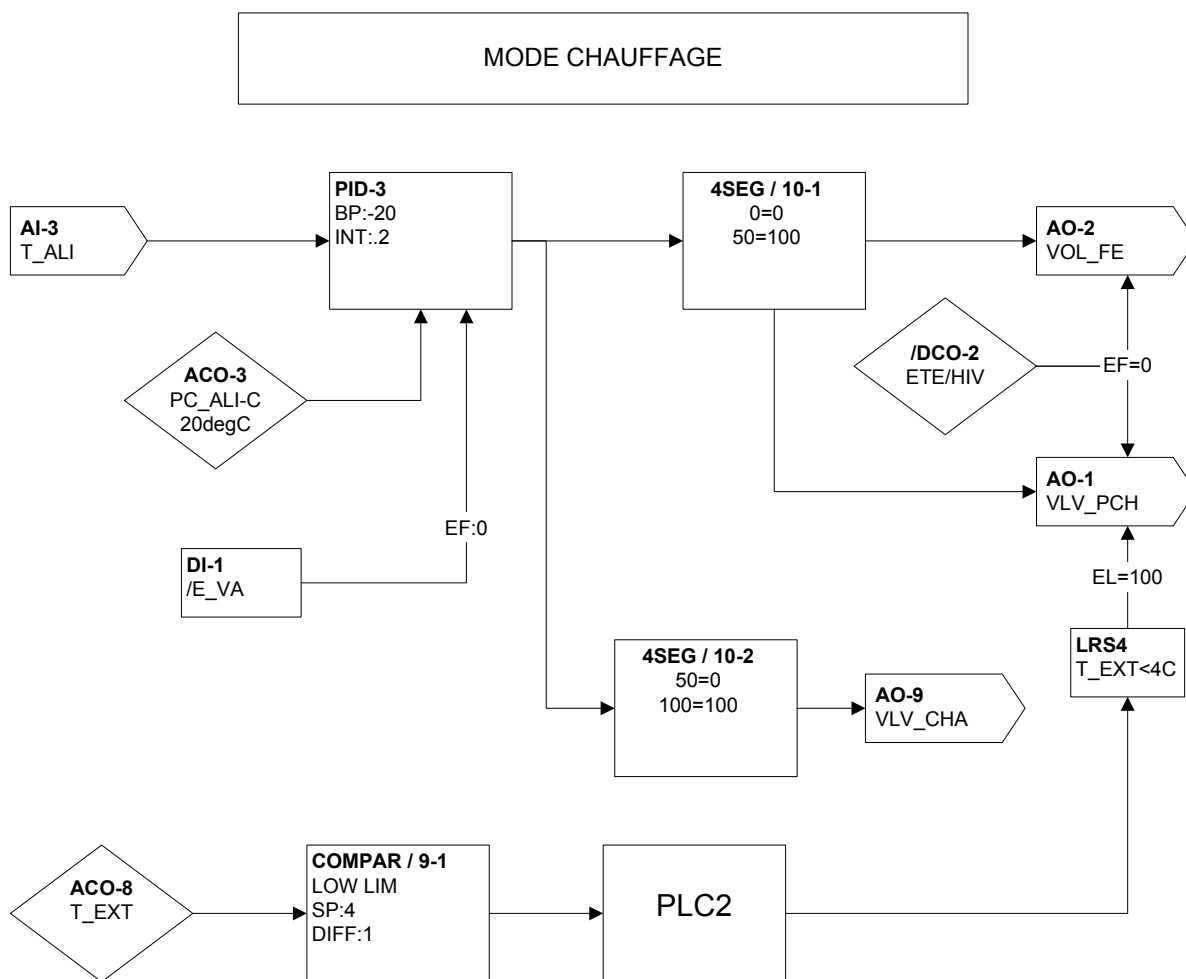 MODE CHAUFFAGE
AI-3
T_ALI
PID-3
BP:-20
INT:.2
4SEG / 10-1
0=0
50=100
AO-2
VOL_FE
ACO-3
PC_ALI-C
20degC
/DCO-2
ETE/HIV
EF=0
AO-1
VLV_PCH
EF:0
DI-1
/E_VA
EL=100
4SEG / 10-2
50=0
100=100
AO-9
VLV_CHA
LRS4
T_EXT<4C
ACO-8
T_EXT
COMPAR / 9-1
LOW LIM
SP:4
DIFF:1
PLC2